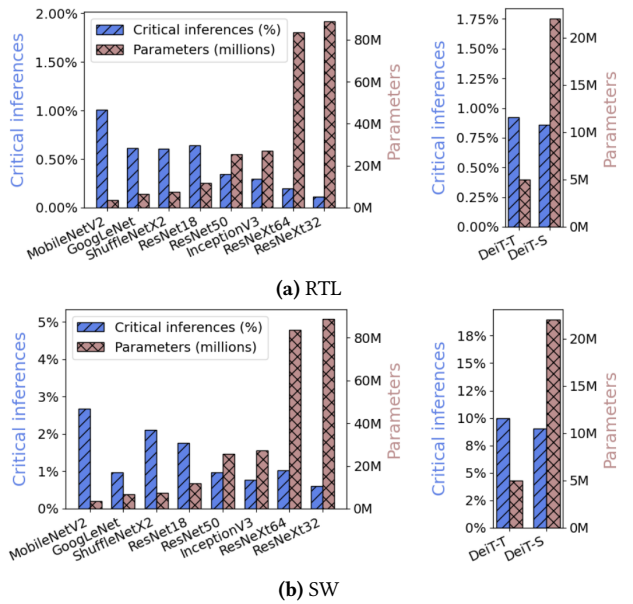 2.00%
1.50%
1.00%
0.50%
0.00%
Critical inferences
Critical inferences (%)
Parameters (millions)
80M
60M
40M
20M
0M
Parameters
MobileNetV2
GoogLeNet
ShuffleNetX2
ResNet18
ResNet50
InceptionV3
ResNeXt64
ResNeXt32
1.75%
1.50%
1.25%
1.00%
0.75%
0.50%
0.25%
0.00%
Critical inferences
20M
15M
10M
5M
0M
Parameters
DeiT-T
DeiT-S
(a) RTL
5%
4%
3%
2%
1%
0%
Critical inferences
Critical inferences (%)
Parameters (millions)
80M
60M
40M
20M
0M
Parameters
MobileNetV2
GoogLeNet
ShuffleNetX2
ResNet18
ResNet50
InceptionV3
ResNeXt64
ResNeXt32
18%
15%
12%
10%
8%
5%
2%
0%
Critical inferences
20M
15M
10M
5M
0M
Parameters
DeiT-T
DeiT-S
(b) SW